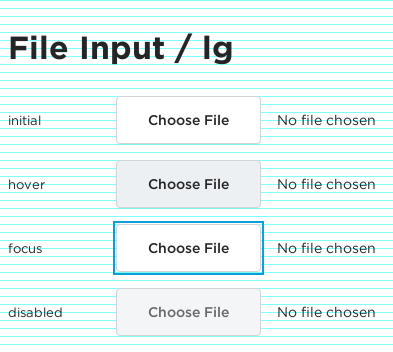 File Input / lg
initial Choose File No file chosen
hover Choose File No file chosen
focus Choose File No file chosen
disabled Choose File No file chosen